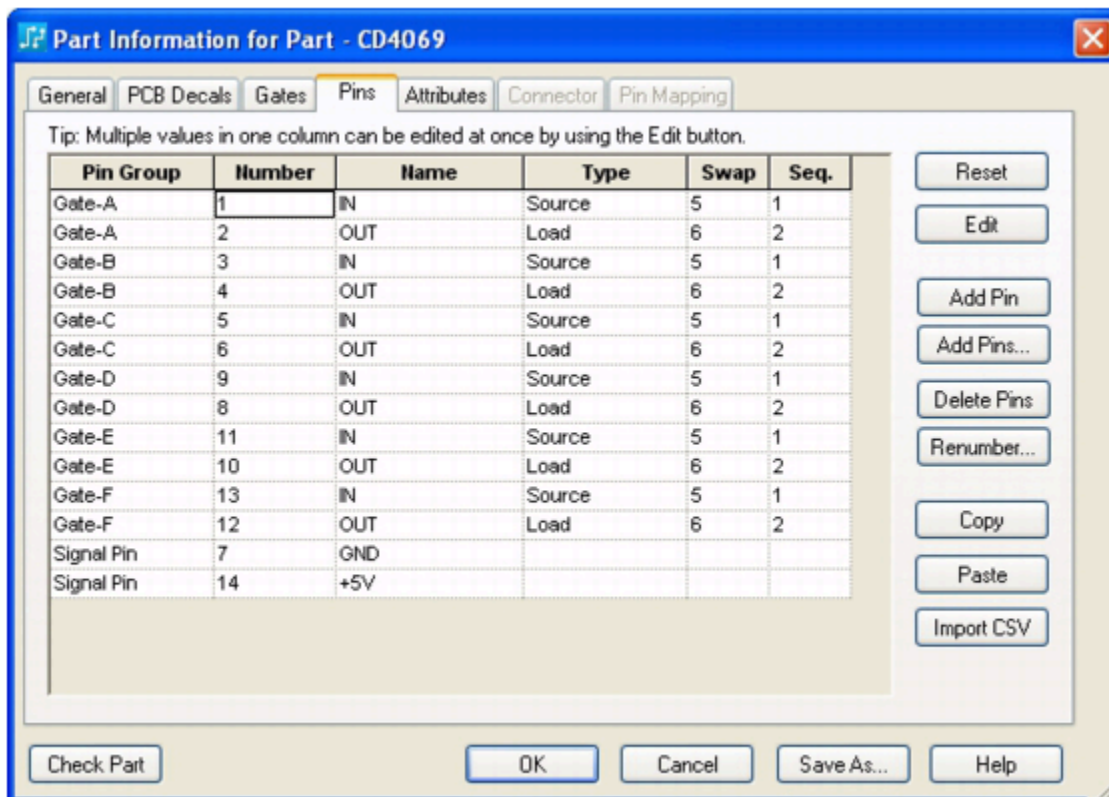 Part Information for Part - CD4069
General PCB Decals Gates Pins Attributes Connector Pin Mapping
Tip: Multiple values in one column can be edited at once by using the Edit button.
Pin Group Number Name Type Swap Seq.
Gate-A 1 IN Source 5 1
Gate-A 2 OUT Load 6 2
Gate-B 3 IN Source 5 1
Gate-B 4 OUT Load 6 2
Gate-C 5 IN Source 5 1
Gate-C 6 OUT Load 6 2
Gate-D 9 IN Source 5 1
Gate-D 8 OUT Load 6 2
Gate-E 11 IN Source 5 1
Gate-E 10 OUT Load 6 2
Gate-F 13 IN Source 5 1
Gate-F 12 OUT Load 6 2
Signal Pin 7 GND
Signal Pin 14 +5V
Reset
Edit
Add Pin
Add Pins...
Delete Pins
Renumber...
Copy
Paste
Import CSV
Check Part OK Cancel Save As... Help